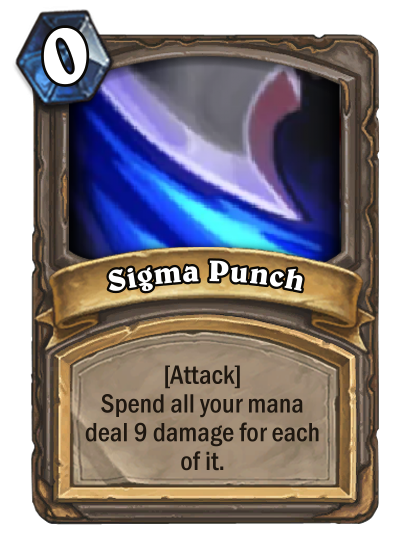 0
Sigma Punch
[Attack]
Spend all your mana
deal 9 damage for each
of it.